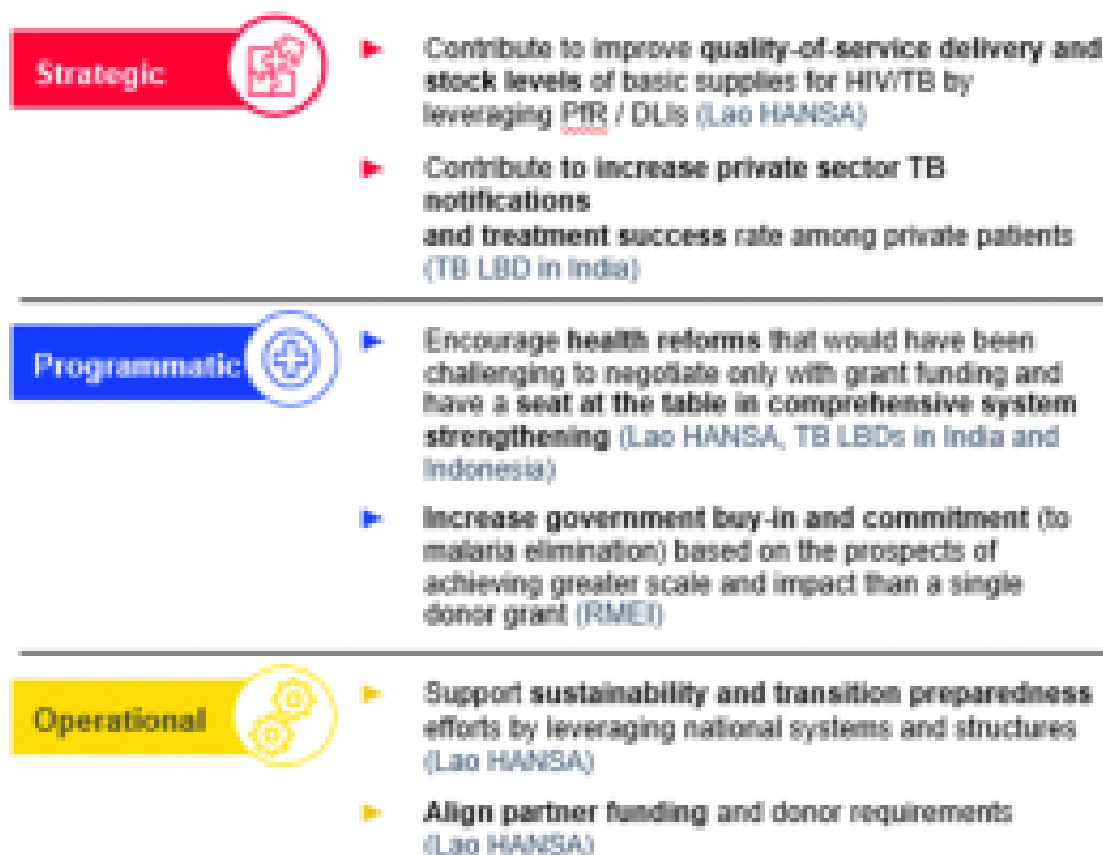 Strategic
Contribute to improve quality-of-service delivery and
stock levels of basic supplies for HIV/TB by
leveraging PfR / DLIs (Lao HANSA)
Contribute to increase private sector TB
notifications
and treatment success rate among private patients
(TB LBD in India)
Programmatic
Encourage health reforms that would have been
challenging to negotiate only with grant funding and
have a seat at the table in comprehensive system
strengthening (Lao HANSA, TB LBDs in India and
Indonesia)
Increase government buy-in and commitment (to
malaria elimination) based on the prospects of
achieving greater scale and impact than a single
donor grant (RMEI)
Operational
Support sustainability and transition preparedness
efforts by leveraging national systems and structures
(Lao HANSA)
Align partner funding and donor requirements
(Lao HANSA)